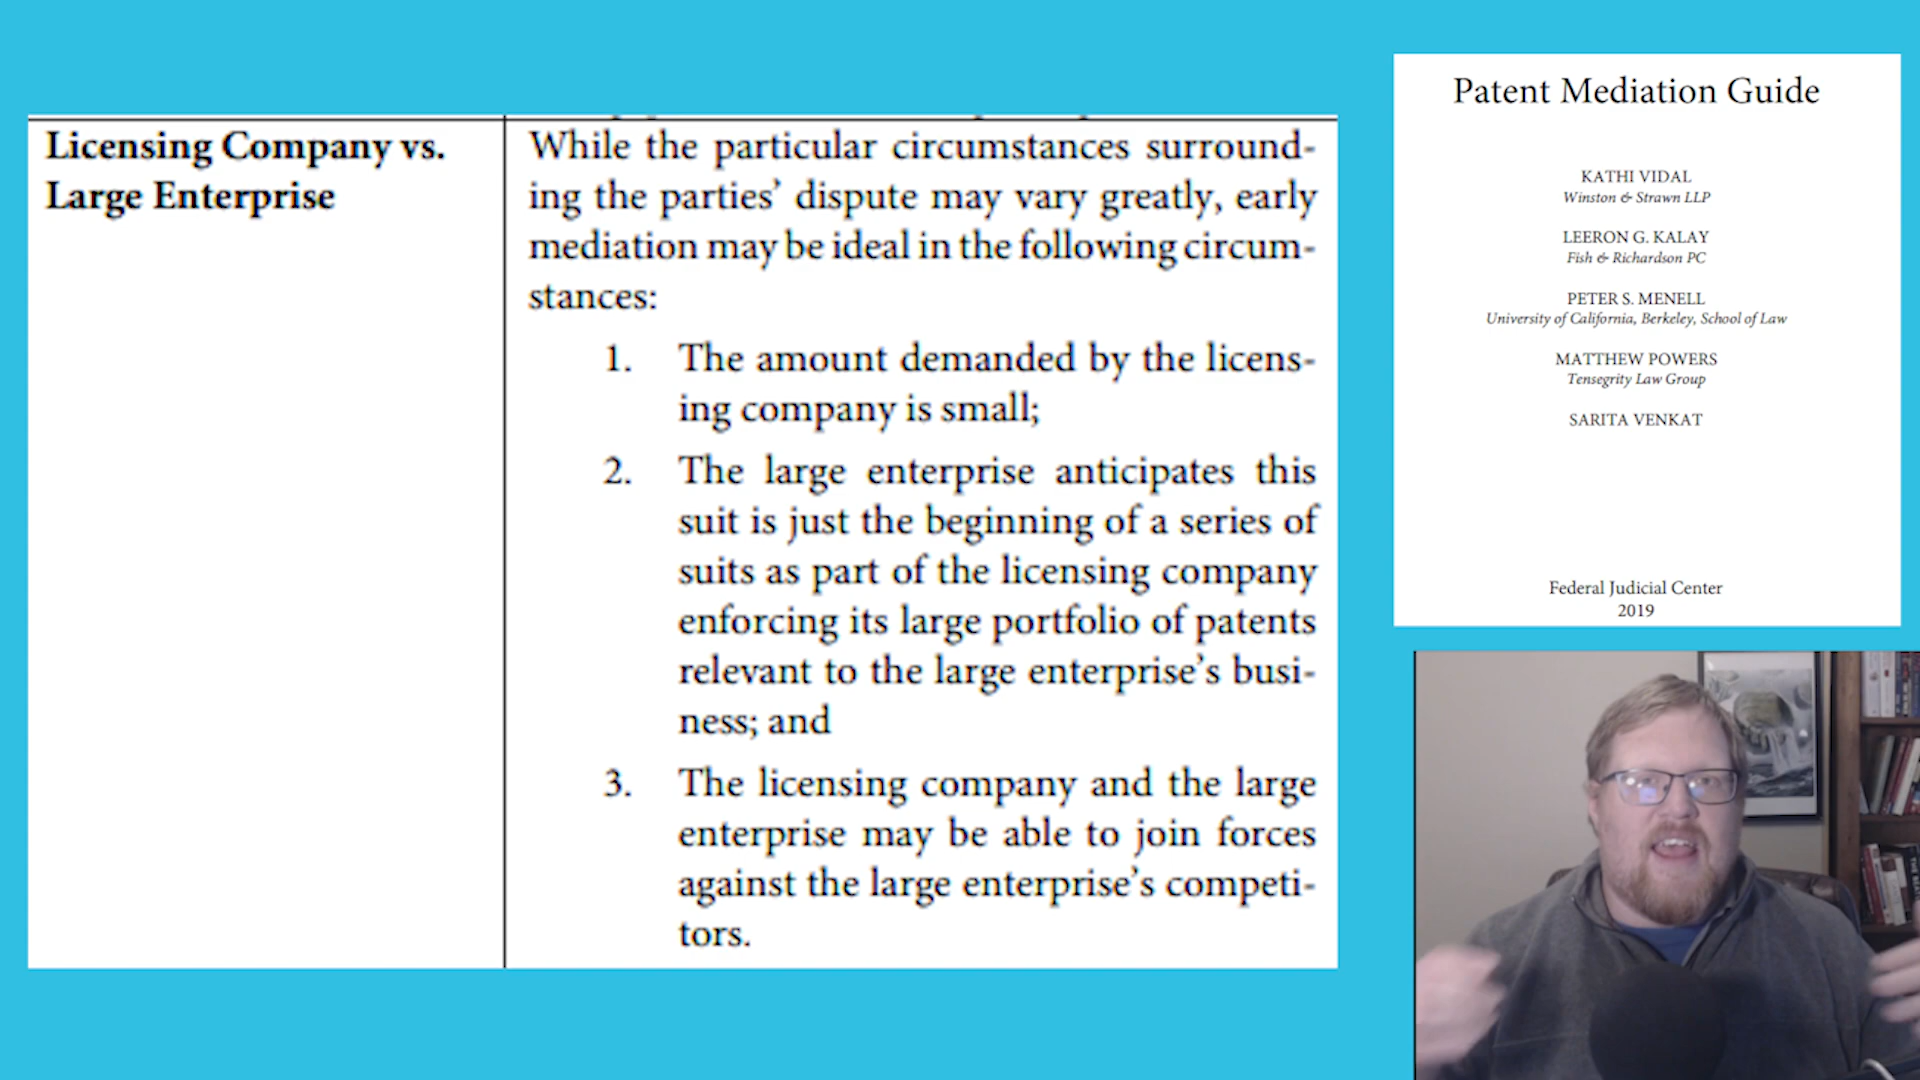 Licensing Company vs.
Large Enterprise
While the particular circumstances surround-
ing the parties' dispute may vary greatly, early
mediation may be ideal in the following circum-
stances:
1. The amount demanded by the licens-
ing company is small;
2. The large enterprise anticipates this
suit is just the beginning of a series of
suits as part of the licensing company
enforcing its large portfolio of patents
relevant to the large enterprise's busi-
ness; and
3. The licensing company and the large
enterprise may be able to join forces
against the large enterprise's competi-
tors.
Patent Mediation Guide
KATHI VIDAL
Winston & Strawn LLP
LEERON G. KALAY
Fish & Richardson PC
PETER S. MENELL
University of California, Berkeley, School of Law
MATTHEW POWERS
Tensegrity Law Group
SARITA VENKAT
Federal Judicial Center
2019